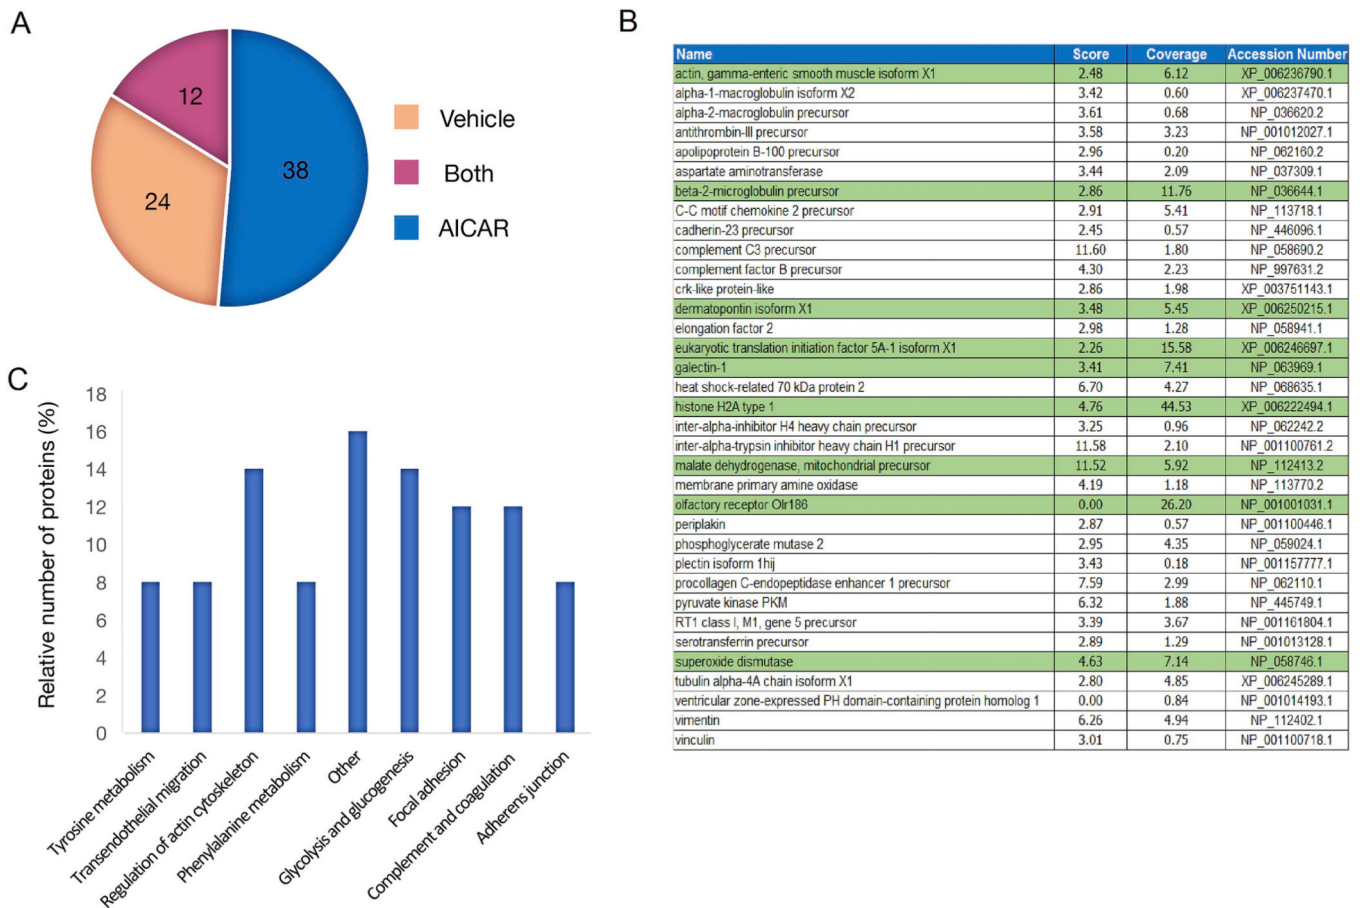 A
12
38
24
Vehicle
Both
AICAR
B
Name Score Coverage Accession Number
actin, gamma-enteric smooth muscle isoform X1 2.48 6.12 XP_006236790.1
alpha-1-macroglobulin isoform X2 3.42 0.60 XP_006237470.1
alpha-2-macroglobulin precursor 3.61 0.68 NP_036620.2
antithrombin-III precursor 3.58 3.23 NP_001012027.1
apolipoprotein B-100 precursor 2.96 0.20 NP_062160.2
aspartate aminotransferase 3.44 2.09 NP_037309.1
beta-2-microglobulin precursor 2.86 11.76 NP_036644.1
C-C motif chemokine 2 precursor 2.91 5.41 NP_113718.1
cadherin-23 precursor 2.45 0.57 NP_446096.1
complement C3 precursor 11.60 1.80 NP_058690.2
complement factor B precursor 4.30 2.23 NP_997631.2
crk-like protein-like 2.86 1.98 XP_003751143.1
dermatopontin isoform X1 3.48 5.45 XP_006250215.1
elongation factor 2 2.98 1.28 NP_058941.1
eukaryotic translation initiation factor 5A-1 isoform X1 2.26 15.58 XP_006246697.1
galectin-1 3.41 7.41 NP_063969.1
heat shock-related 70 kDa protein 2 6.70 4.27 NP_068635.1
histone H2A type 1 4.76 44.53 XP_006222494.1
inter-alpha-inhibitor H4 heavy chain precursor 3.25 0.96 NP_062242.2
inter-alpha-trypsin inhibitor heavy chain H1 precursor 11.58 2.10 NP_001100761.2
malate dehydrogenase, mitochondrial precursor 11.52 5.92 NP_112413.2
membrane primary amine oxidase 4.19 1.18 NP_113770.2
olfactory receptor Olr186 0.00 26.20 NP_001001031.1
periplakin 2.87 0.57 NP_001100446.1
phosphoglycerate mutase 2 2.95 4.35 NP_059024.1
plectin isoform 1hij 3.43 0.18 NP_001157777.1
procollagen C-endopeptidase enhancer 1 precursor 7.59 2.99 NP_062110.1
pyruvate kinase PKM 6.32 1.88 NP_445749.1
RT1 class I, M1, gene 5 precursor 3.39 3.67 NP_001161804.1
serotransferrin precursor 2.89 1.29 NP_001013128.1
superoxide dismutase 4.63 7.14 NP_058746.1
tubulin alpha-4A chain isoform X1 2.80 4.85 XP_006245289.1
ventricular zone-expressed PH domain-containing protein homolog 1 0.00 0.84 NP_001014193.1
vimentin 6.26 4.94 NP_112402.1
vinculin 3.01 0.75 NP_001100718.1
C
Relative number of proteins (%)
18
16
14
12
10
8
6
4
2
0
Tyrosine metabolism
Transendothelial migration
Regulation of actin cytoskeleton
Phenylalanine metabolism
Other
Glycolysis and glucogenesis
Focal adhesion
Complement and coagulation
Adherens junction